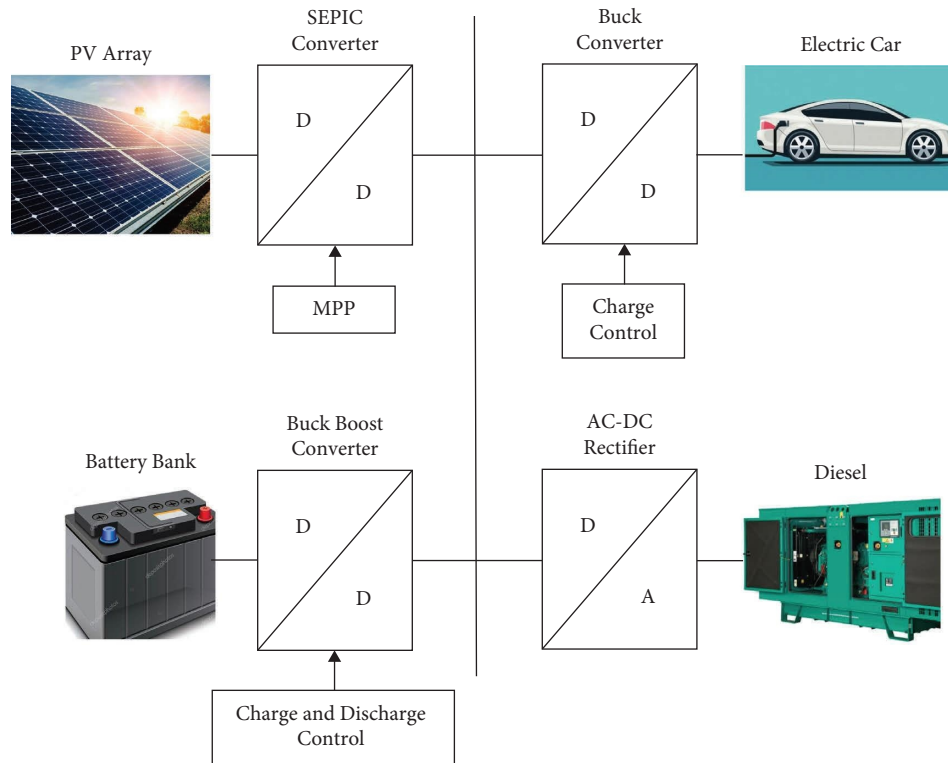 SEPIC
Converter
Buck
Converter
PV Array
Electric Car
D
D
D
D
MPP
Charge
Control
Buck Boost
Converter
AC-DC
Rectifier
Battery Bank
Diesel
D
D
D
A
Charge and Discharge
Control